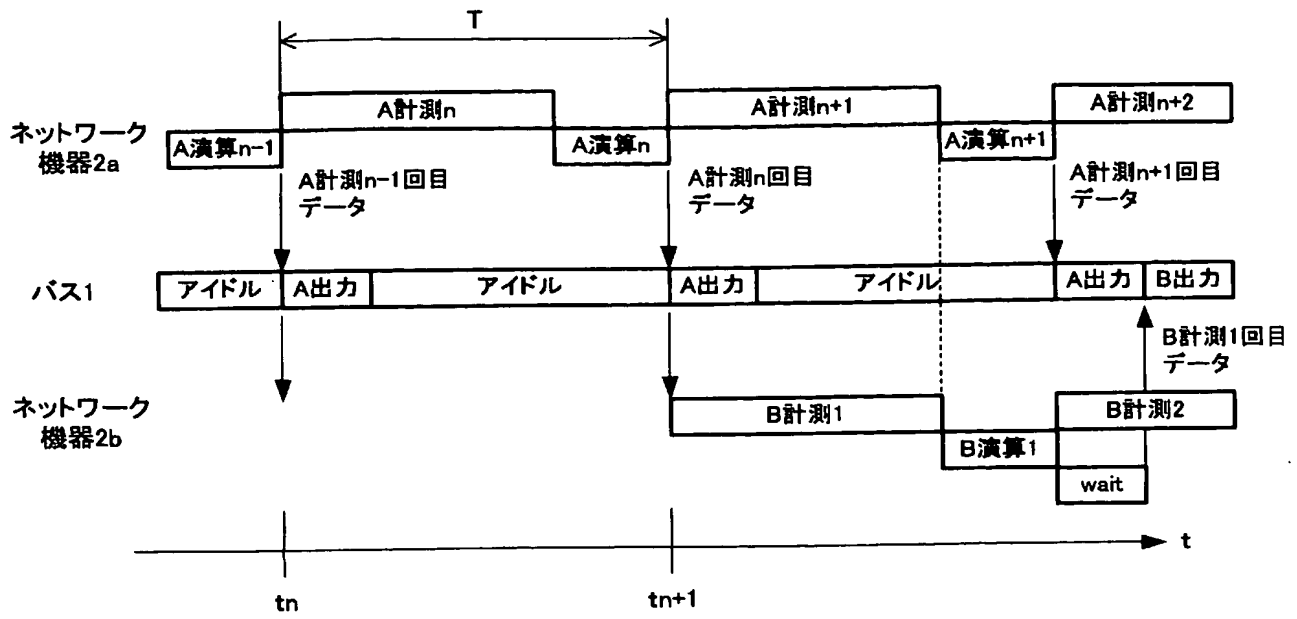 T
ネットワーク
機器2a
A計測n
A計測n+1
A計測n+2
A演算n-1
A演算n
A演算n+1
A計測n-1回目
データ
A計測n回目
データ
A計測n+1回目
データ
バス1
アイドル
A出力
アイドル
A出力
アイドル
A出力
B出力
B計測1回目
データ
ネットワーク
機器2b
B計測1
B計測2
B演算1
wait
t
tn
tn+1